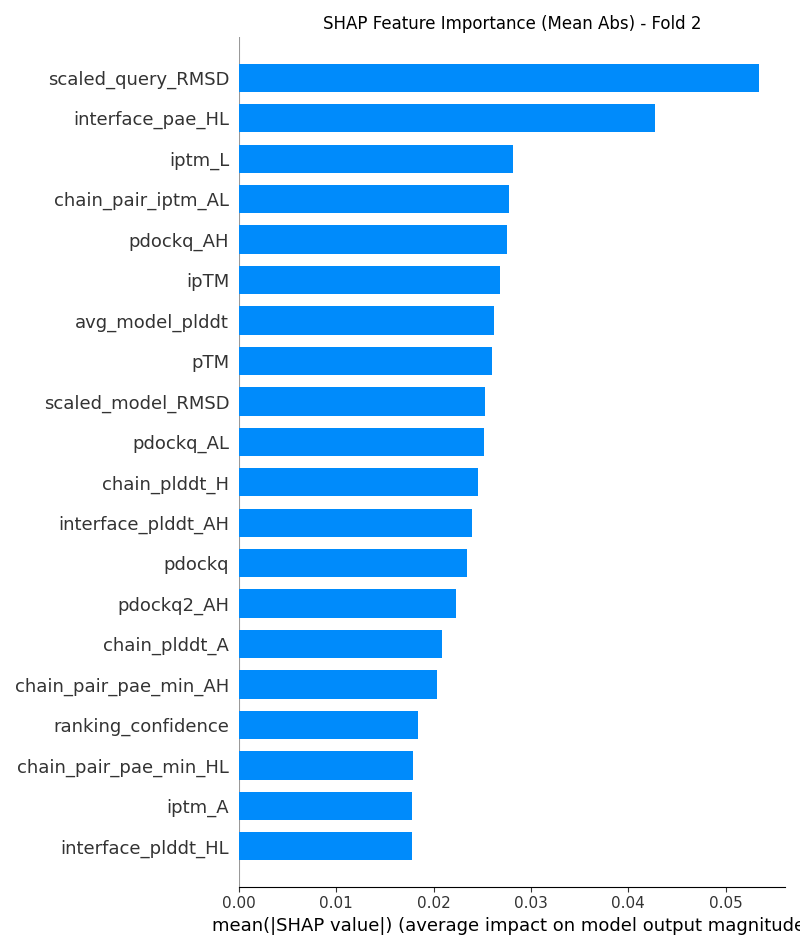 SHAP Feature Importance (Mean Abs) - Fold 2
scaled_query_RMSD
interface_pae_HL
iptm_L
chain_pair_iptm_AL
pdockq_AH
ipTM
avg_model_plddt
pTM
scaled_model_RMSD
pdockq_AL
chain_plddt_H
interface_plddt_AH
pdockq
pdockq2_AH
chain_plddt_A
chain_pair_pae_min_AH
ranking_confidence
chain_pair_pae_min_HL
iptm_A
interface_plddt_HL
0.00 0.01 0.02 0.03 0.04 0.05
mean(|SHAP value|) (average impact on model output magnitude